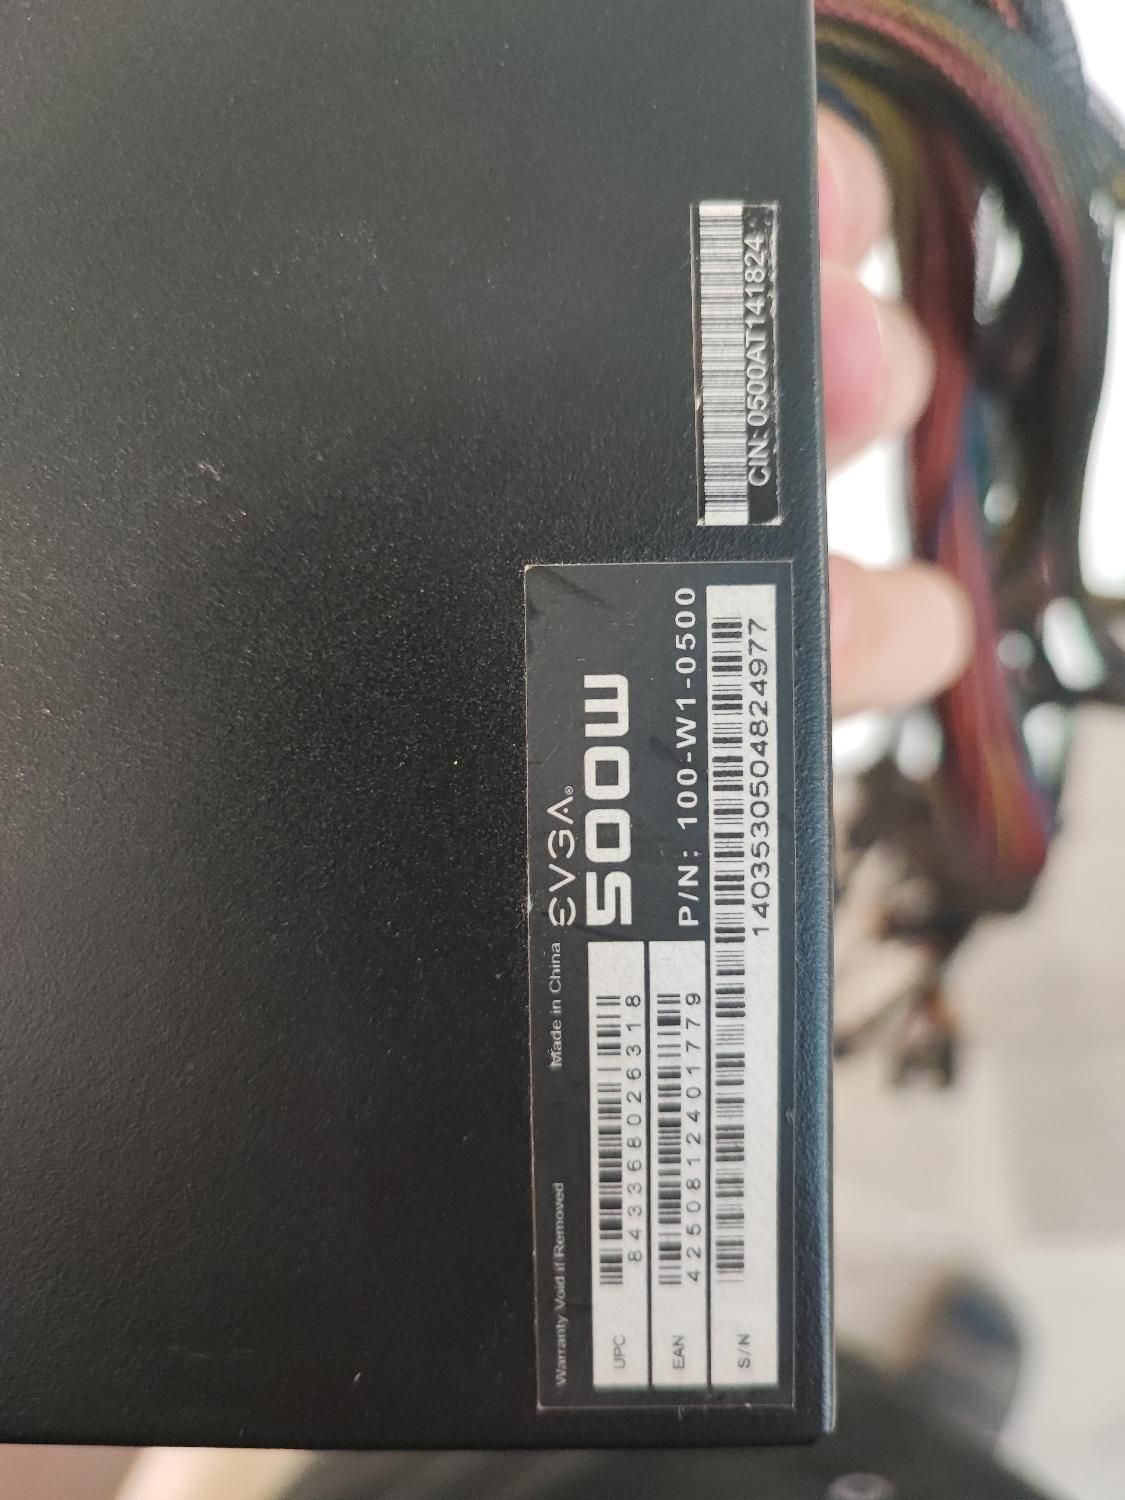 CIN: 0500AT141824
Warranty Void if Removed
Made in China
EVGA®
500W
UPC
843368026318
EAN
4250812401779
P/N: 100-W1-0500
S/N
1403530504824977